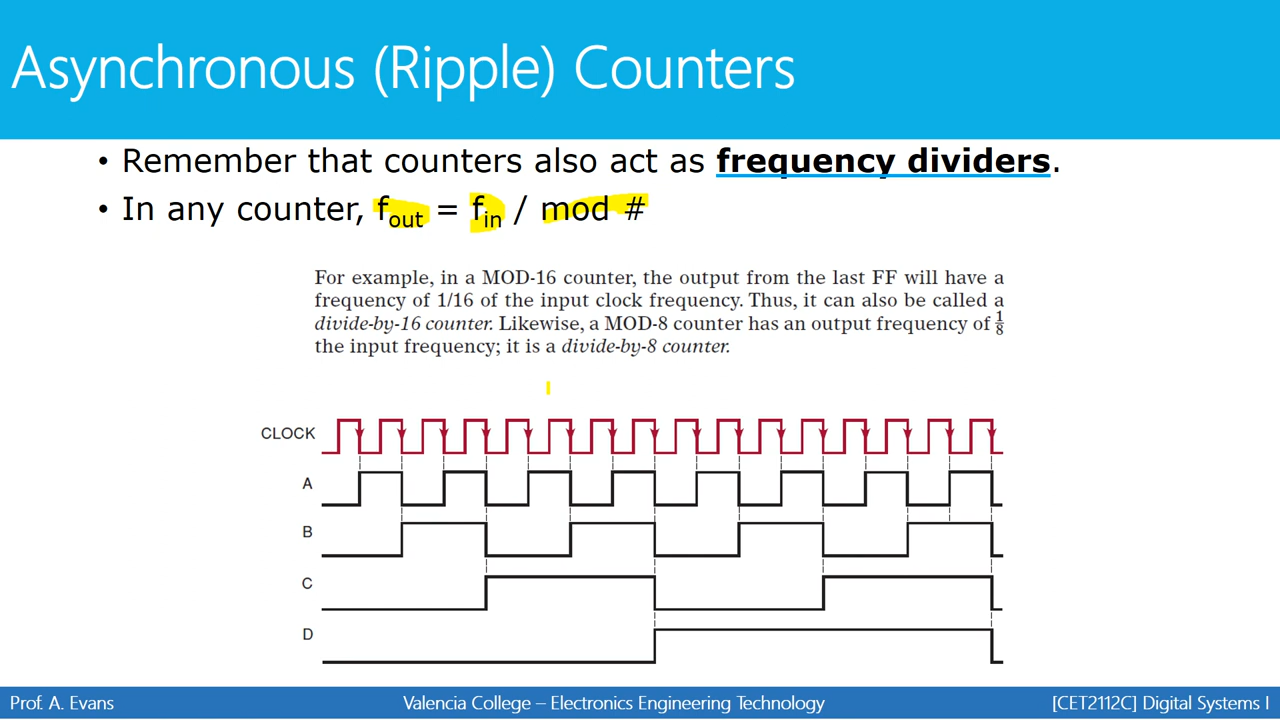 Asynchronous (Ripple) Counters
• Remember that counters also act as frequency dividers.
• In any counter, fout = fin / mod #
For example, in a MOD-16 counter, the output from the last FF will have a
frequency of 1/16 of the input clock frequency. Thus, it can also be called a
divide-by-16 counter. Likewise, a MOD-8 counter has an output frequency of 1/8
the input frequency; it is a divide-by-8 counter.
CLOCK
A
B
C
D
Prof. A. Evans
Valencia College – Electronics Engineering Technology
[CET2112C] Digital Systems I